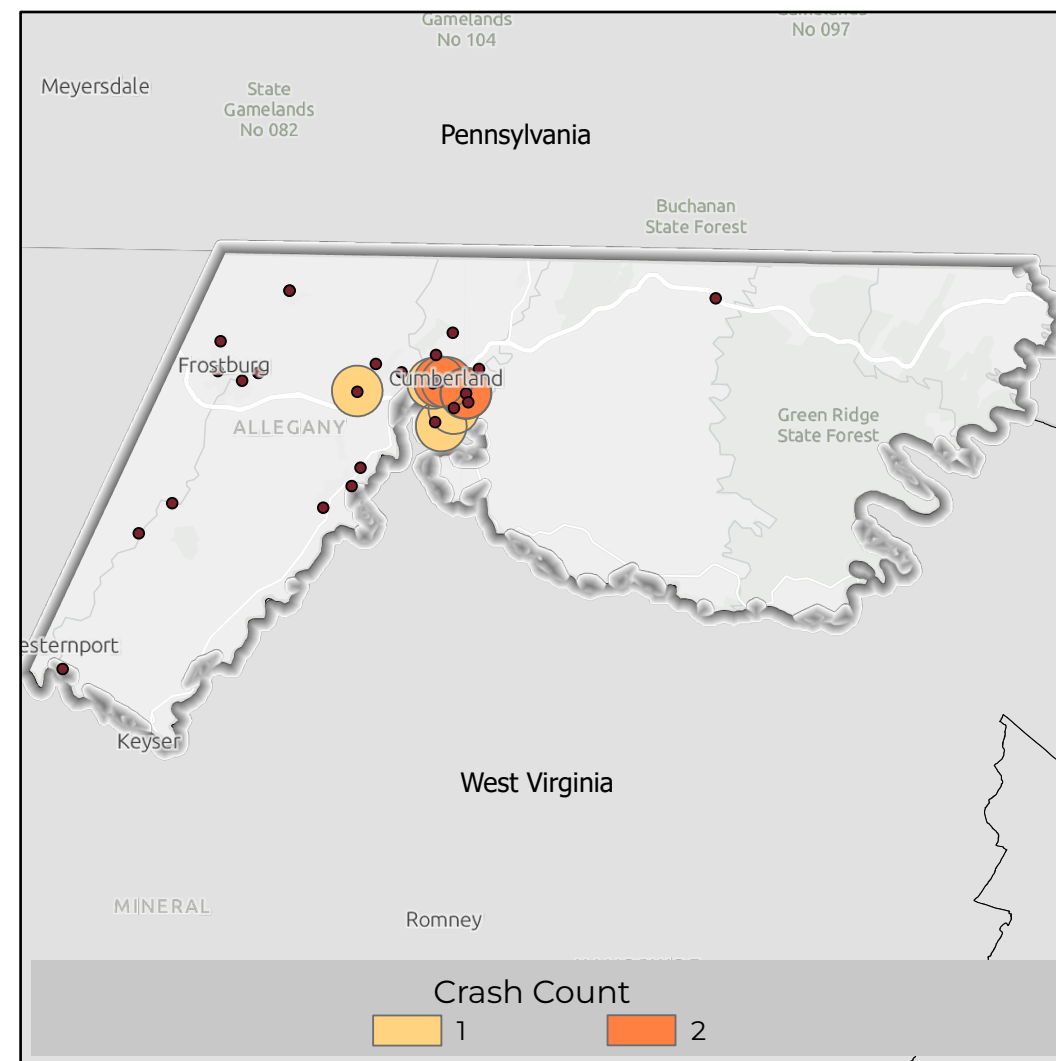 Gamelands
No 104
No 097
Meyersdale
State
Gamelands
No 082
Pennsylvania
Buchanan
State Forest
Frostburg
Cumberland
ALLEGANY
Green Ridge
State Forest
esternport
Keyser
West Virginia
MINERAL
Romney
Crash Count
1
2